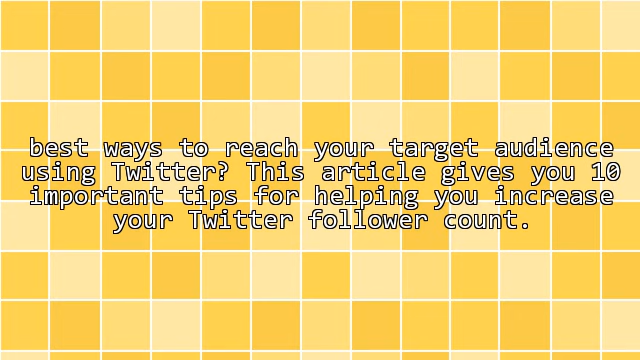 best ways to reach your target audience
using Twitter? This article gives you 10
important tips for helping you increase
your Twitter follower count.